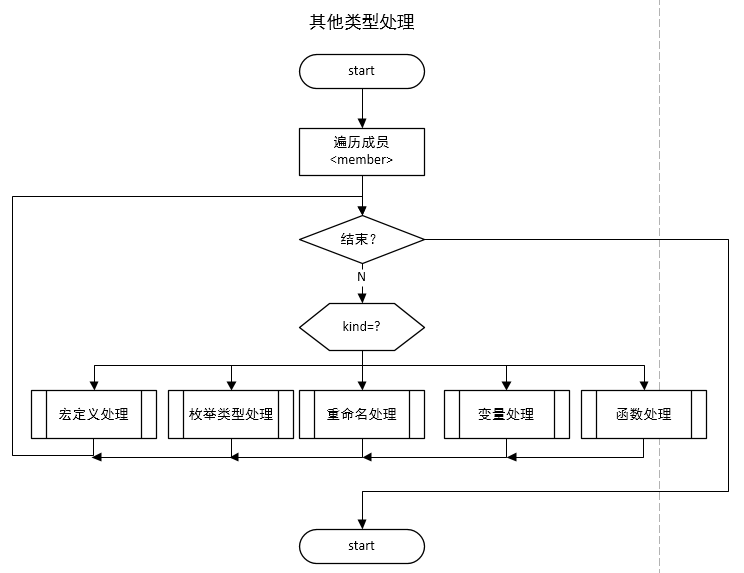 其他类型处理
start
遍历成员
<member>
结束？
N
kind=？
宏定义处理
枚举类型处理
重命名处理
变量处理
函数处理
start